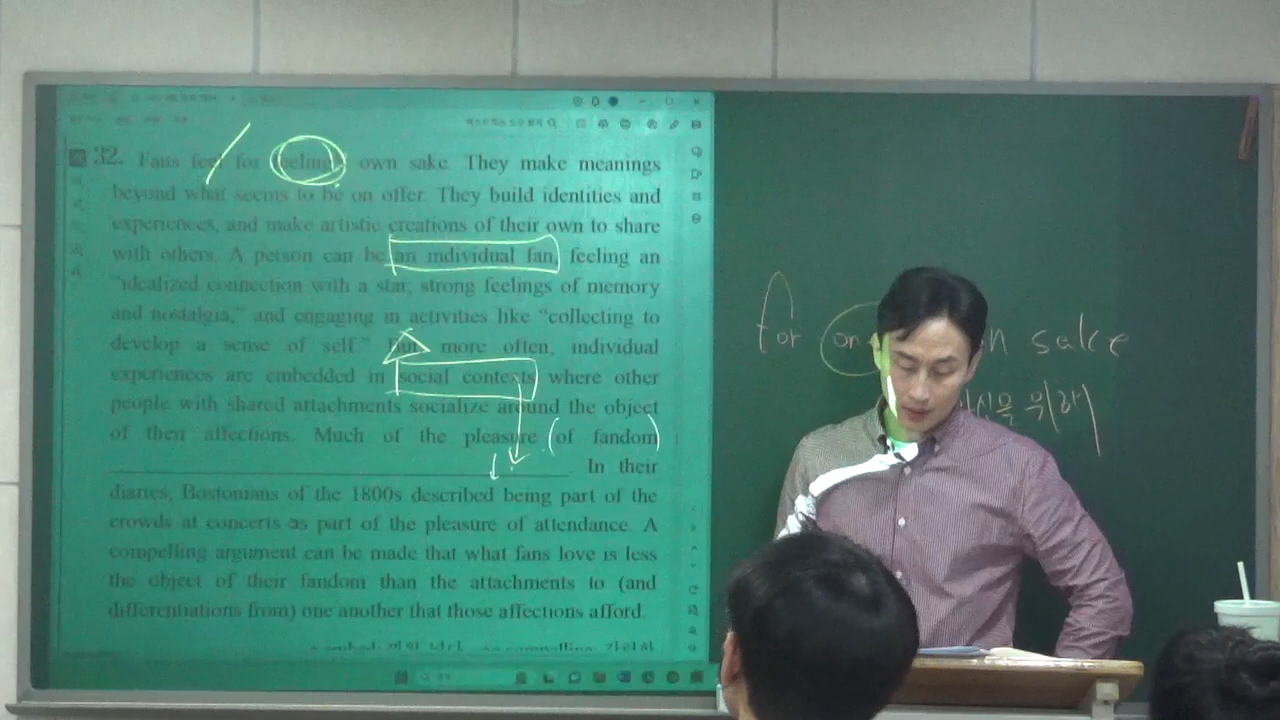 32. Fans feel for feeling's own sake. They make meanings
beyond what seems to be on offer. They build identities and
experiences, and make artistic creations of their own to share
with others. A person can be an individual fan, feeling an
"idealized connection with a star, strong feelings of memory
and nostalgia," and engaging in activities like "collecting to
develop a sense of self." But more often, individual
experiences are embedded in social contexts where other
people with shared attachments socialize around the object
of their affections. Much of the pleasure (of fandom)
In their
diaries, Bostonians of the 1800s described being part of the
crowds at concerts as part of the pleasure of attendance. A
compelling argument can be made that what fans love is less
the object of their fandom than the attachments to (and
differentiations from) one another that those affections afford.
for on n sake
을 위해